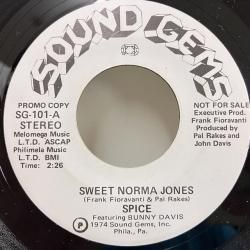 SOUND GEMS
PROMO COPY
SG-101-A
STEREO
Melomega Music
L.T.D. ASCAP
Philimela Music
L.T.D. BMI
Time: 2:26
NOT FOR SALE
Executive Prod.
Frank Fioravanti
Produced by
Pal Rakes and
John Davis
SWEET NORMA JONES
(Frank Fioravanti & Pal Rakes)
SPICE
Featuring BUNNY DAVIS
℗ 1974 Sound Gems, Inc.
Phila., Pa.